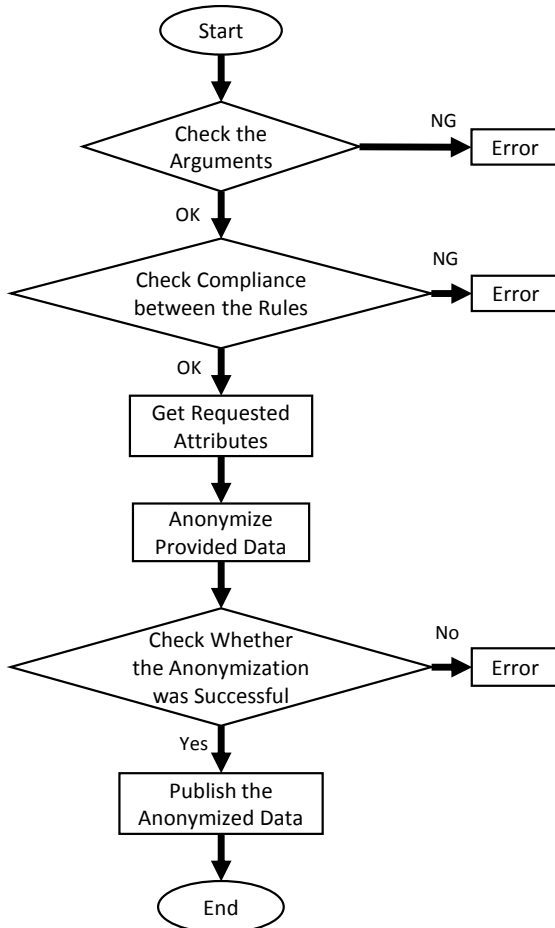 Start
Check the
Arguments
NG
Error
OK
Check Compliance
between the Rules
NG
Error
OK
Get Requested
Attributes
Anonymize
Provided Data
Check Whether
the Anonymization
was Successful
No
Error
Yes
Publish the
Anonymized Data
End